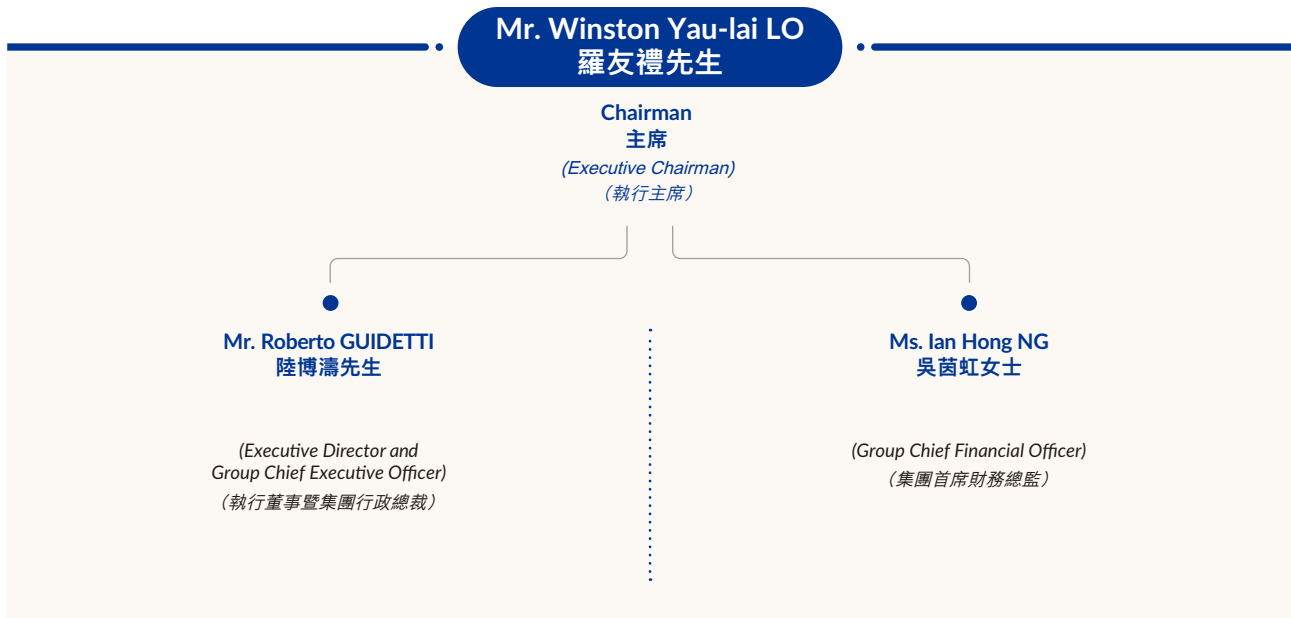 Mr. Winston Yau-lai LO
羅友禮先生
Chairman
主席
(Executive Chairman)
（執行主席）
Mr. Roberto GUIDETTI
陸博濤先生
(Executive Director and
Group Chief Executive Officer)
（執行董事暨集團行政總裁）
Ms. Ian Hong NG
吳茵虹女士
(Group Chief Financial Officer)
（集團首席財務總監）